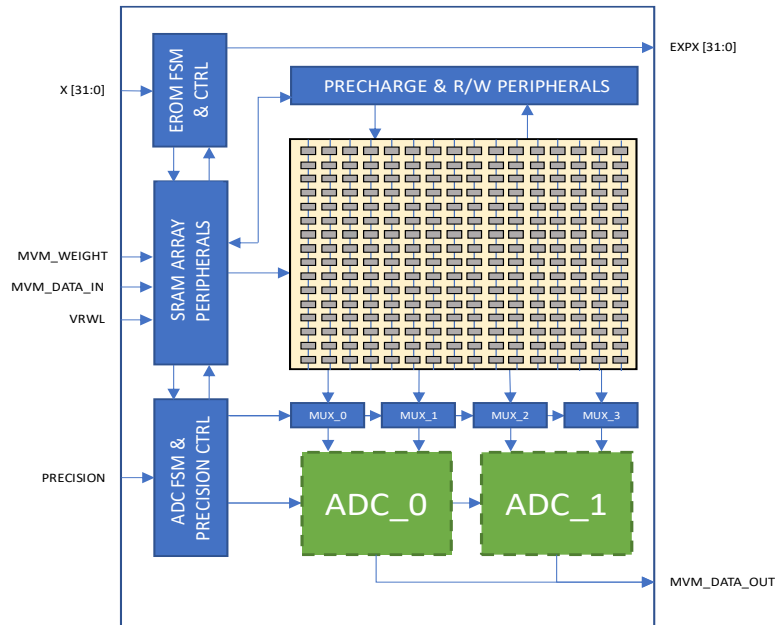 EROM FSM
& CTRL
EXPX [31:0]
X [31:0]
PRECHARGE & R/W PERIPHERALS
SRAM ARRAY
PERIPHERALS
MVM_WEIGHT
MVM_DATA_IN
VRWL
MUX_0
MUX_1
MUX_2
MUX_3
ADC FSM &
PRECISION CTRL
PRECISION
ADC_0
ADC_1
MVM_DATA_OUT